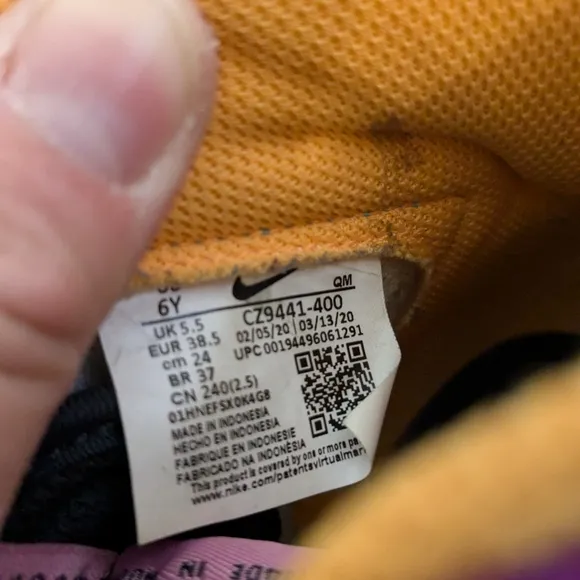 6Y
QM
UK 5.5
CZ9441-400
EUR 38.5
02/05/20 03/13/20
cm 24
UPC 00194496061291
BR 37
CN 240(2.5)
01HNEFSX0K4G8
MADE IN INDONESIA
HECHO EN INDONESIA
FABRIQUE EN INDONESIE
FABRICADO NA INDONÉSIA
This product is covered by one or more pa
www.nike.com/patentsvirtualmar